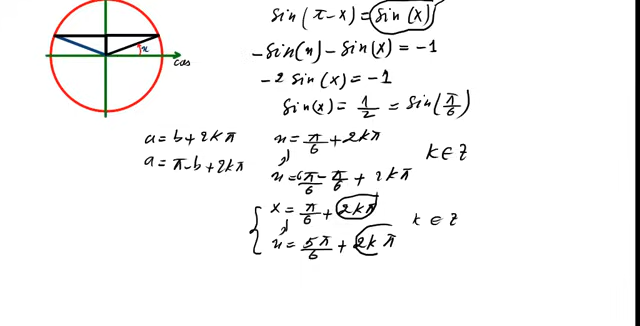 sin(π-x) = sin(x)
-sin(x) - sin(x) = -1
-2 sin(x) = -1
sin(x) = 1/2 = sin(π/6)
x
cos
a = b + 2kπ
a = π-b + 2kπ
x = π/6 + 2kπ
k ∈ Z
x = 6π/6 - π/6 + 2kπ
x = π/6 + 2kπ
k ∈ Z
x = 5π/6 + 2kπ